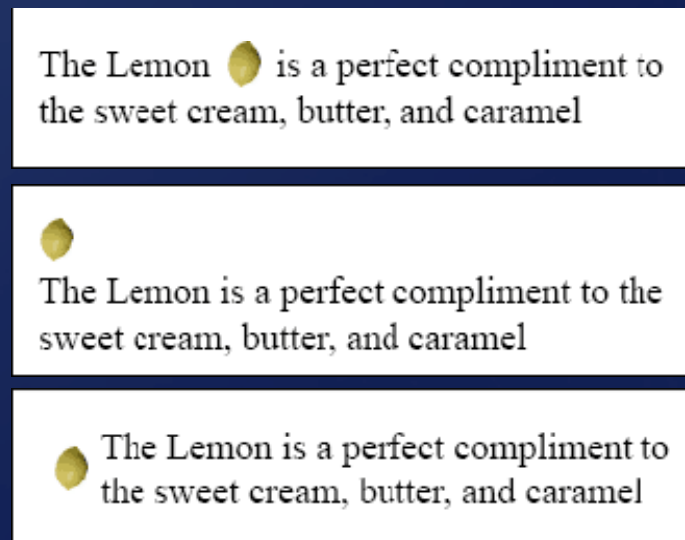 The Lemon is a perfect compliment to
the sweet cream, butter, and caramel
The Lemon is a perfect compliment to the
sweet cream, butter, and caramel
The Lemon is a perfect compliment to
the sweet cream, butter, and caramel